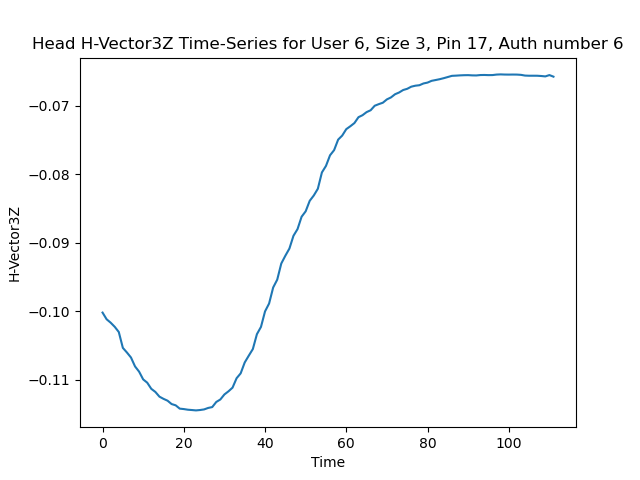 Head H-Vector3Z Time-Series for User 6, Size 3, Pin 17, Auth number 6
H-Vector3Z
−0.07
−0.08
−0.09
−0.10
−0.11
0 20 40 60 80 100
Time